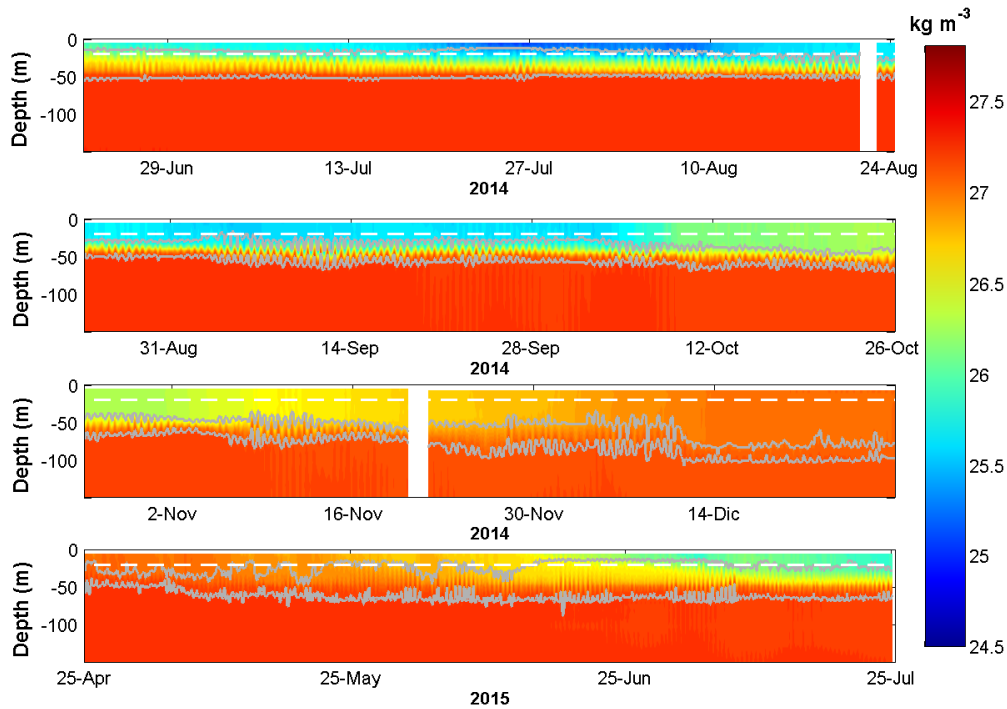 kg m-3
0
-50
-100
Depth (m)
29-Jun 13-Jul 27-Jul 10-Aug 24-Aug
2014
0
-50
-100
Depth (m)
31-Aug 14-Sep 28-Sep 12-Oct 26-Oct
2014
0
-50
-100
Depth (m)
2-Nov 16-Nov 30-Nov 14-Dic
2014
0
-50
-100
Depth (m)
25-Apr 25-May 25-Jun 25-Jul
2015
27.5
27
26.5
26
25.5
25
24.5